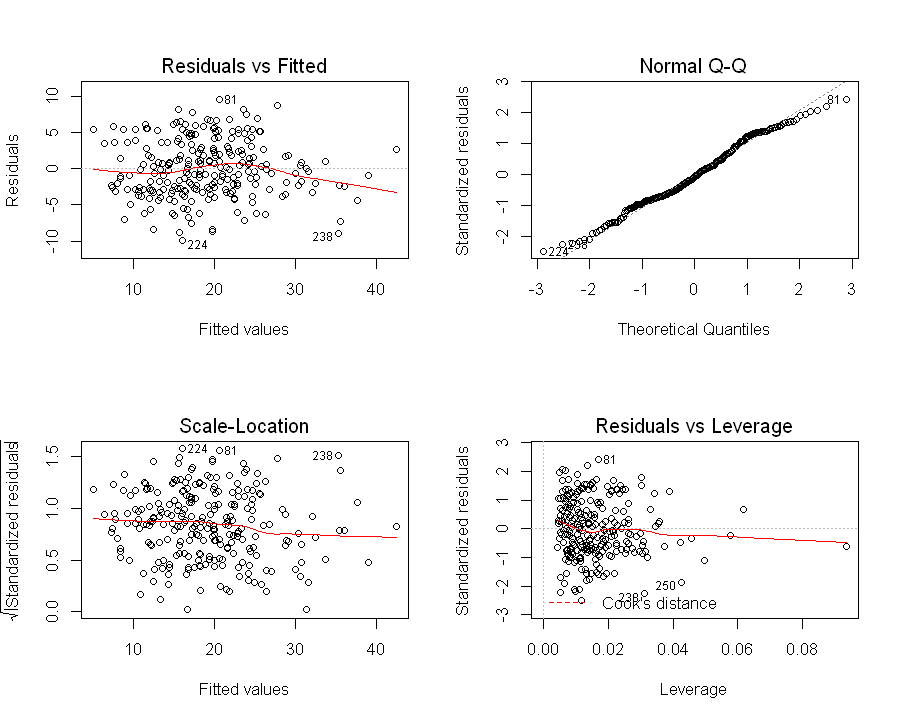 Residuals vs Fitted
Residuals
-10 -5 0 5 10
81
224
238
10 20 30 40
Fitted values
Normal Q-Q
Standardized residuals
-2 -1 0 1 2 3
81
224
238
-3 -2 -1 0 1 2 3
Theoretical Quantiles
Scale-Location
√|Standardized residuals|
0.0 0.5 1.0 1.5
224
81
238
10 20 30 40
Fitted values
Residuals vs Leverage
Standardized residuals
-3 -2 -1 0 1 2 3
81
250
238
Cook's distance
0.00 0.02 0.04 0.06 0.08
Leverage